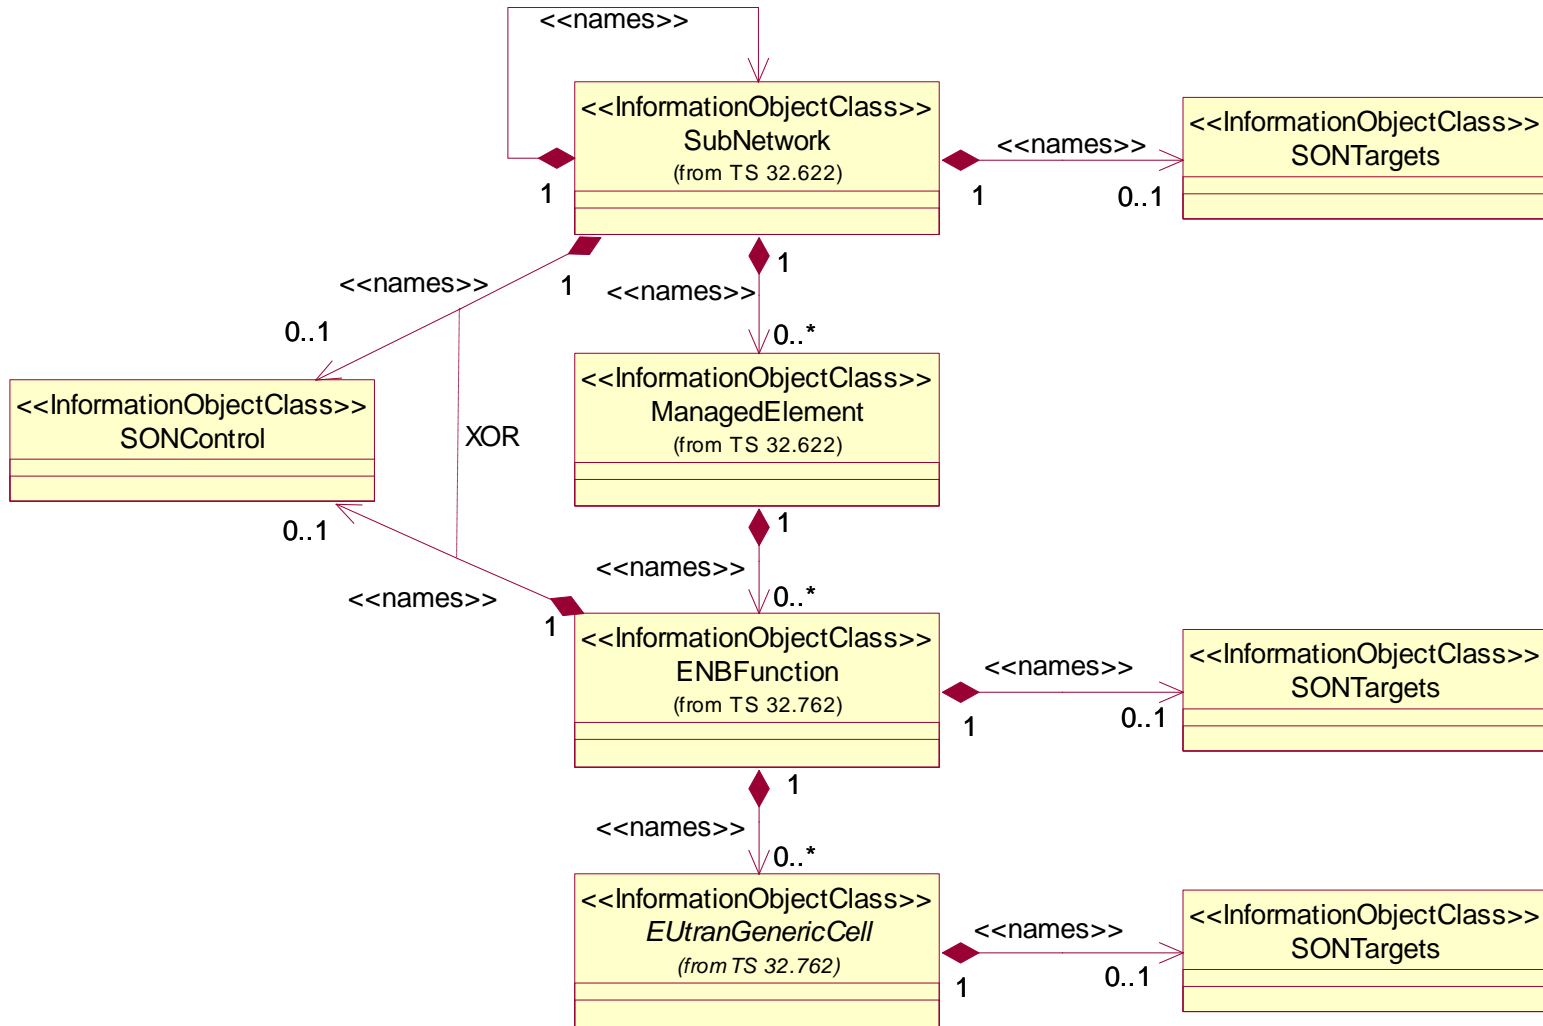 <<names>>
<<InformationObjectClass>>
SubNetwork
(from TS 32.622)
1
<<names>>
1
0..1
<<InformationObjectClass>>
SONTargets
<<names>>
1
0..1
<<names>>
1
0..*
<<InformationObjectClass>>
SONControl
XOR
<<InformationObjectClass>>
ManagedElement
(from TS 32.622)
0..1
<<names>>
1
<<names>>
1
0..*
<<InformationObjectClass>>
ENBFunction
(from TS 32.762)
<<names>>
1
0..1
<<InformationObjectClass>>
SONTargets
<<names>>
1
0..*
<<InformationObjectClass>>
EUtranGenericCell
(from TS 32.762)
<<names>>
1
0..1
<<InformationObjectClass>>
SONTargets